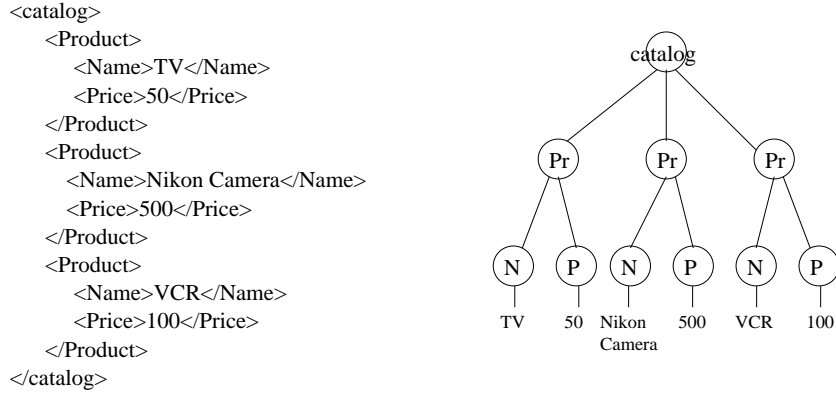 <catalog>
<Product>
<Name>TV</Name>
<Price>50</Price>
</Product>
<Product>
<Name>Nikon Camera</Name>
<Price>500</Price>
</Product>
<Product>
<Name>VCR</Name>
<Price>100</Price>
</Product>
</catalog>
catalog
Pr Pr Pr
N P N P N P
TV 50 Nikon 500 VCR 100
Camera